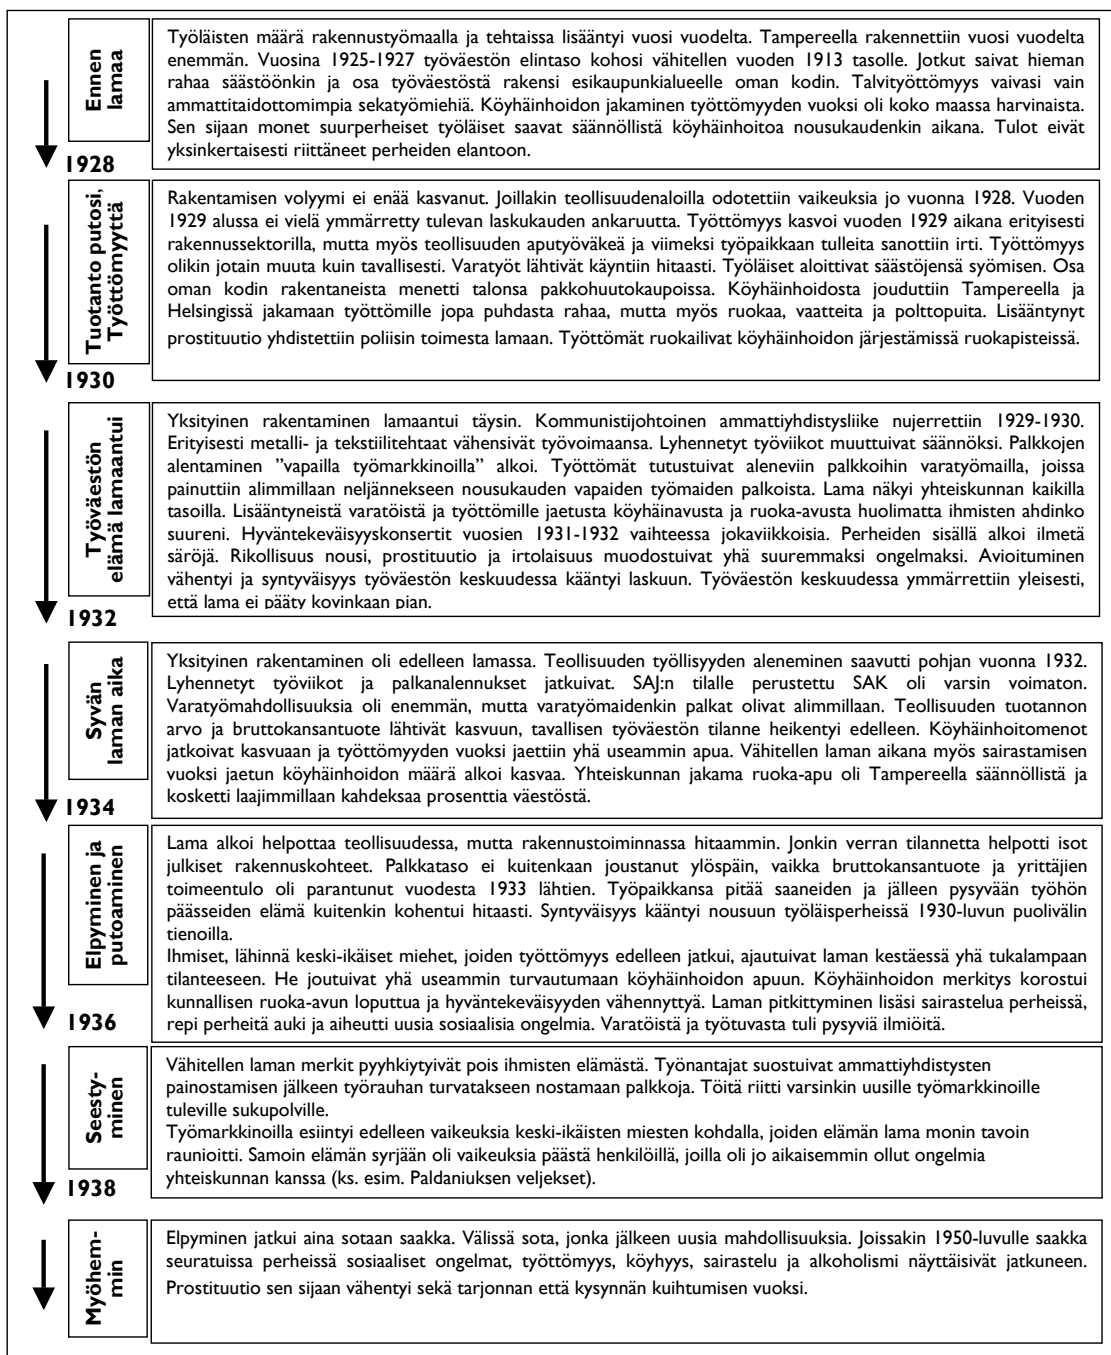 Ennen
lamaa
Työläisten määrä rakennustyömaalla ja tehtaissa lisääntyi vuosi vuodelta. Tampereella rakennettiin vuosi vuodelta
enemmän. Vuosina 1925-1927 työväestön elintaso kohosi vähitellen vuoden 1913 tasolle. Jotkut saivat hieman
rahaa säästöönkin ja osa työväestöstä rakensi esikaupunkialueelle oman kodin. Talvityöttömyys vaivasi vain
ammattitaidottomimpia sekatyömiehiä. Köyhäinhoidon jakaminen työttömyyden vuoksi oli koko maassa harvinaista.
Sen sijaan monet suurperheiset työläiset saavat säännöllistä köyhäinhoitoa nousukaudenkin aikana. Tulot eivät
yksinkertaisesti riittäneet perheiden elantoon.
1928
Tuotanto putosi,
Työttömyyttä
Rakentamisen volyymi ei enää kasvanut. Joillakin teollisuudenaloilla odotettiin vaikeuksia jo vuonna 1928. Vuoden
1929 alussa ei vielä ymmärretty tulevan laskukauden ankaruutta. Työttömyys kasvoi vuoden 1929 aikana erityisesti
rakennussektorilla, mutta myös teollisuuden aputyöväkeä ja viimeksi työpaikkaan tulleita sanottiin irti. Työttömyys
olikin jotain muuta kuin tavallisesti. Varatyöt lähtivät käyntiin hitaasti. Työläiset aloittivat säästöjensä syömisen. Osa
oman kodin rakentaneista menetti talonsa pakkohuutokaupoissa. Köyhäinhoidosta jouduttiin Tampereella ja
Helsingissä jakamaan työttömille jopa puhdasta rahaa, mutta myös ruokaa, vaatteita ja polttopuita. Lisääntynyt
prostituutio yhdistettiin poliisin toimesta lamaan. Työttömät ruokailivat köyhäinhoidon järjestämissä ruokapisteissä.
1930
Työväestön
elämä lamaantui
Yksityinen rakentaminen lamaantui täysin. Kommunistijohtoinen ammattiyhdistysliike nujerrettiin 1929-1930.
Erityisesti metalli- ja tekstiilitehtaat vähensivät työvoimaansa. Lyhennetyt työviikot muuttuivat säännöksi. Palkkojen
alentaminen ”vapailla työmarkkinoilla” alkoi. Työttömät tutustuivat aleneviin palkkoihin varatyömailla, joissa
painuttiin alimmillaan neljännekseen nousukauden vapaiden työmaiden palkoista. Lama näkyi yhteiskunnan kaikilla
tasoilla. Lisääntyneistä varatöistä ja työttömille jaetusta köyhäinavusta ja ruoka-avusta huolimatta ihmisten ahdinko
suureni. Hyväntekeväisyyskonsertit vuosien 1931-1932 vaihteessa jokaviikkoisia. Perheiden sisällä alkoi ilmetä
säröjä. Rikollisuus nousi, prostituutio ja irtolaisuus muodostuivat yhä suuremmaksi ongelmaksi. Avioituminen
vähentyi ja syntyväisyys työväestön keskuudessa kääntyi laskuun. Työväestön keskuudessa ymmärrettiin yleisesti,
että lama ei pääty kovinkaan pian.
1932
Syvän
laman aika
Yksityinen rakentaminen oli edelleen lamassa. Teollisuuden työllisyyden aleneminen saavutti pohjan vuonna 1932.
Lyhennetyt työviikot ja palkanalennukset jatkuivat. SAJ:n tilalle perustettu SAK oli varsin voimaton.
Varatyömahdollisuuksia oli enemmän, mutta varatyömaidenkin palkat olivat alimmillaan. Teollisuuden tuotannon
arvo ja bruttokansantuote lähtivät kasvuun, tavallisen työväestön tilanne heikentyi edelleen. Köyhäinhoitomenot
jatkoivat kasvuaan ja työttömyyden vuoksi jaettiin yhä useammin apua. Vähitellen laman aikana myös sairastamisen
vuoksi jaetun köyhäinhoidon määrä alkoi kasvaa. Yhteiskunnan jakama ruoka-apu oli Tampereella säännöllistä ja
kosketti laajimmillaan kahdeksaa prosenttia väestöstä.
1934
Elpyminen ja
putoaminen
Lama alkoi helpottaa teollisuudessa, mutta rakennustoiminnassa hitaammin. Jonkin verran tilannetta helpotti isot
julkiset rakennuskohteet. Palkkataso ei kuitenkaan joustanut ylöspäin, vaikka bruttokansantuote ja yrittäjien
toimeentulo oli parantunut vuodesta 1933 lähtien. Työpaikkansa pitää saaneiden ja jälleen pysyvään työhön
päässeiden elämä kuitenkin kohentui hitaasti. Syntyväisyys kääntyi nousuun työläisperheissä 1930-luvun puolivälin
tienoilla.
Ihmiset, lähinnä keski-ikäiset miehet, joiden työttömyys edelleen jatkui, ajautuivat laman kestäessä yhä tukalampaan
tilanteeseen. He joutuivat yhä useammin turvautumaan köyhäinhoidon apuun. Köyhäinhoidon merkitys korostui
kunnallisen ruoka-avun loputtua ja hyväntekeväisyyden vähennyttyä. Laman pitkittyminen lisäsi sairastelua perheissä,
repi perheitä auki ja aiheutti uusia sosiaalisia ongelmia. Varatöistä ja työtuvasta tuli pysyviä ilmiöitä.
1936
Seesty-
minen
Vähitellen laman merkit pyyhkiytyivät pois ihmisten elämästä. Työnantajat suostuivat ammattiyhdistysten
painostamisen jälkeen työrauhan turvatakseen nostamaan palkkoja. Töitä riitti varsinkin uusille työmarkkinoille
tuleville sukupolville.
Työmarkkinoilla esiintyi edelleen vaikeuksia keski-ikäisten miesten kohdalla, joiden elämän lama monin tavoin
raunioitti. Samoin elämän syrjään oli vaikeuksia päästä henkilöillä, joilla oli jo aikaisemmin ollut ongelmia
yhteiskunnan kanssa (ks. esim. Paldaniuksen veljekset).
1938
Myöhem-
min
Elpyminen jatkui aina sotaan saakka. Välissä sota, jonka jälkeen uusia mahdollisuuksia. Joissakin 1950-luvulle saakka
seuratuissa perheissä sosiaaliset ongelmat, työttömyys, köyhyys, sairastelu ja alkoholismi näyttäisivät jatkuneen.
Prostituutio sen sijaan vähentyi sekä tarjonnan että kysynnän kuihtumisen vuoksi.